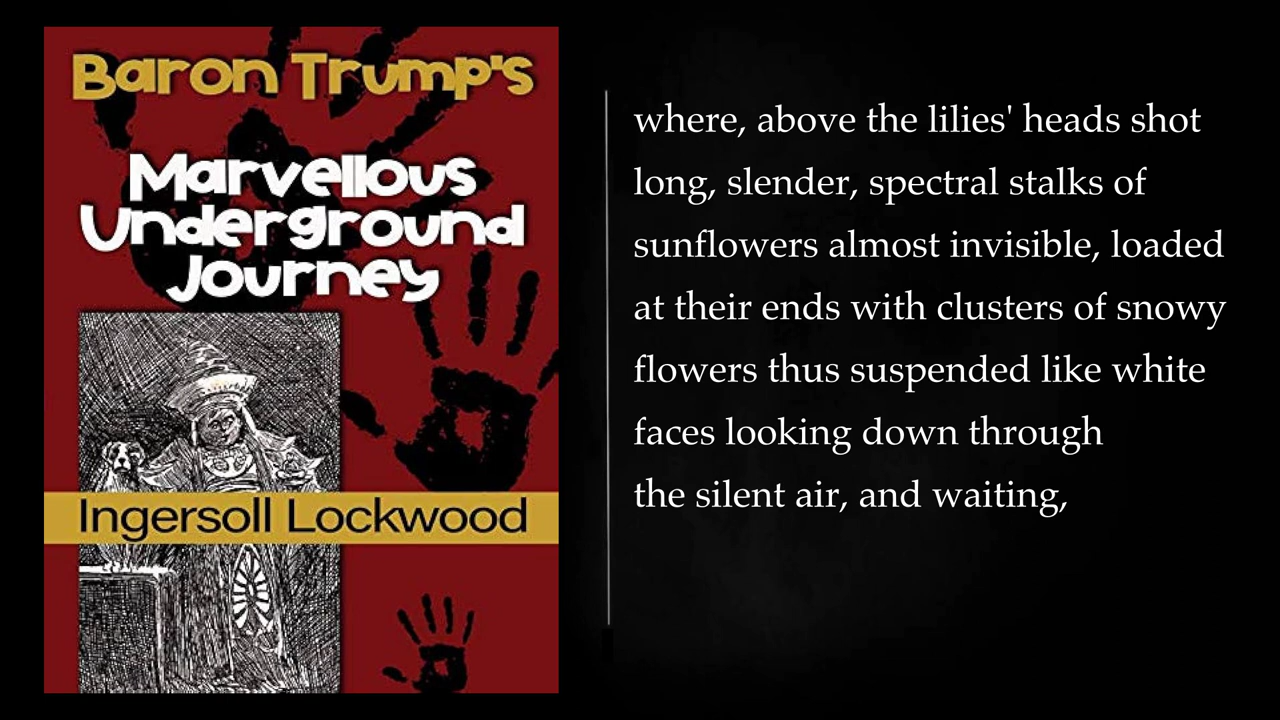 Baron Trump's
Marvellous
Underground
Journey
Ingersoll Lockwood
where, above the lilies' heads shot
long, slender, spectral stalks of
sunflowers almost invisible, loaded
at their ends with clusters of snowy
flowers thus suspended like white
faces looking down through
the silent air, and waiting,